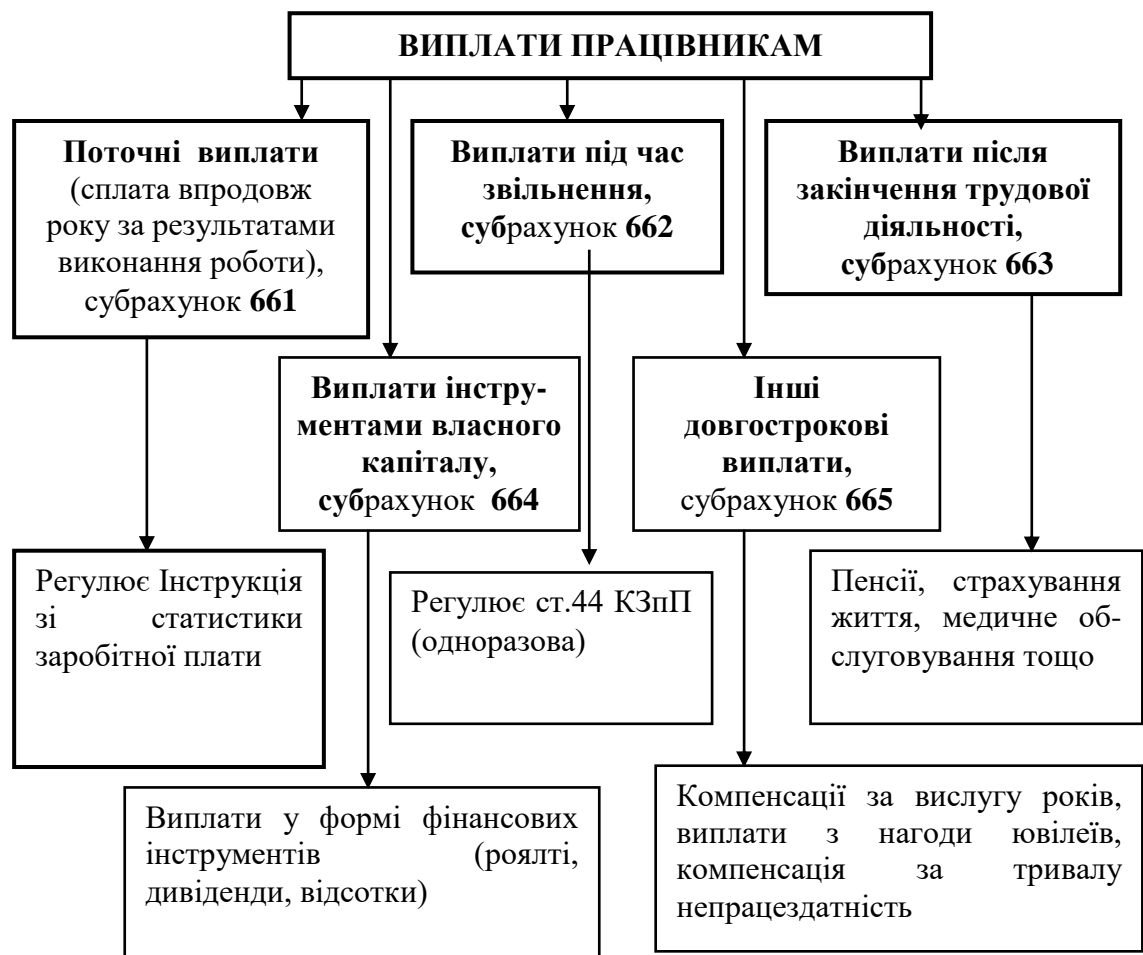 ВИПЛАТИ ПРАЦІВНИКАМ
Поточні виплати
(сплата впродовж
року за результатами
виконання роботи),
субрахунок 661
Виплати під час
звільнення,
субрахунок 662
Виплати після
закінчення трудової
діяльності,
субрахунок 663
Виплати інстру-
ментами власного
капіталу,
субрахунок 664
Інші
довгострокові
виплати,
субрахунок 665
Регулює Інструкція
зі статистики
заробітної плати
Регулює ст.44 КЗпП
(одноразова)
Пенсії, страхування
життя, медичне об-
слуговування тощо
Виплати у формі фінансових
інструментів (роялті,
дивіденди, відсотки)
Компенсації за вислугу років,
виплати з нагоди ювілеїв,
компенсація за тривалу
непрацездатність